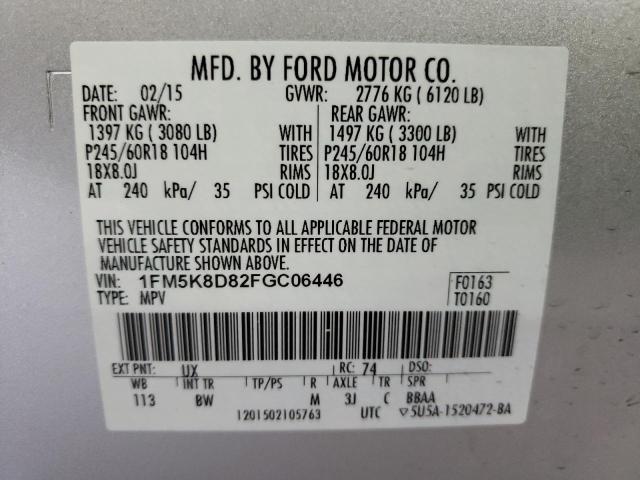 MFD. BY FORD MOTOR CO.
DATE: 02/15 GVWR: 2776 KG ( 6120 LB)
FRONT GAWR: REAR GAWR:
1397 KG ( 3080 LB) WITH 1497 KG ( 3300 LB) WITH
P245/60R18 104H TIRES P245/60R18 104H TIRES
18X8.0J RIMS 18X8.0J RIMS
AT 240 kPa/ 35 PSI COLD AT 240 kPa/ 35 PSI COLD
THIS VEHICLE CONFORMS TO ALL APPLICABLE FEDERAL MOTOR
VEHICLE SAFETY STANDARDS IN EFFECT ON THE DATE OF
MANUFACTURE SHOWN ABOVE.
VIN: 1FM5K8D82FGC06446 F0163
TYPE: MPV T0160
EXT PNT: UX RC: 74 DSO:
WB INT TR TP/PS R AXLE TR SPR
113 BW M 3J C BBAA
1201502105763 UTC ▽5U5A-1520472-BA